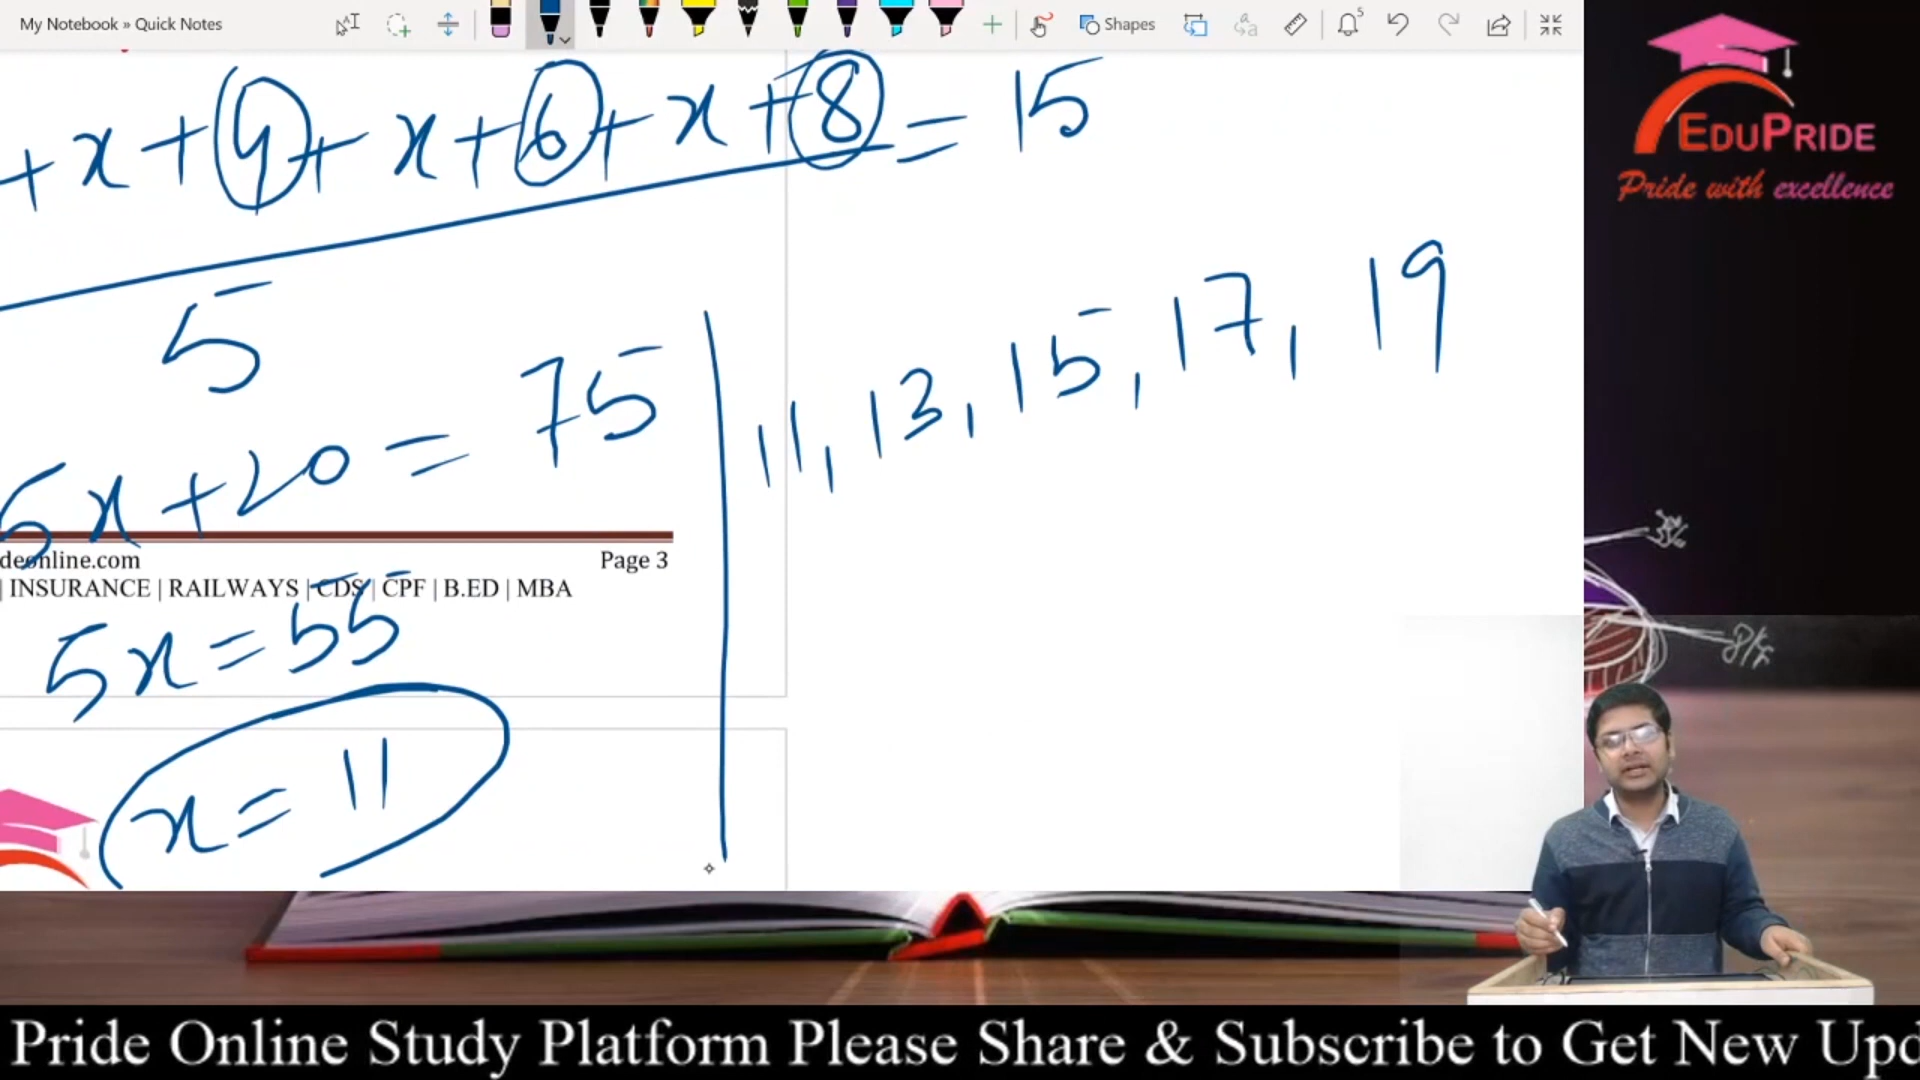 My Notebook » Quick Notes
Shapes
+ x + 4 + x + 6 + x + 8 = 15
5
5x + 20 = 75
11, 13, 15, 17, 19
deonline.com Page 3
| INSURANCE | RAILWAYS | CDS | CPF | B.ED | MBA
5x = 55
x = 11
EDUPRIDE
Pride with excellence
Pride Online Study Platform Please Share & Subscribe to Get New Upd